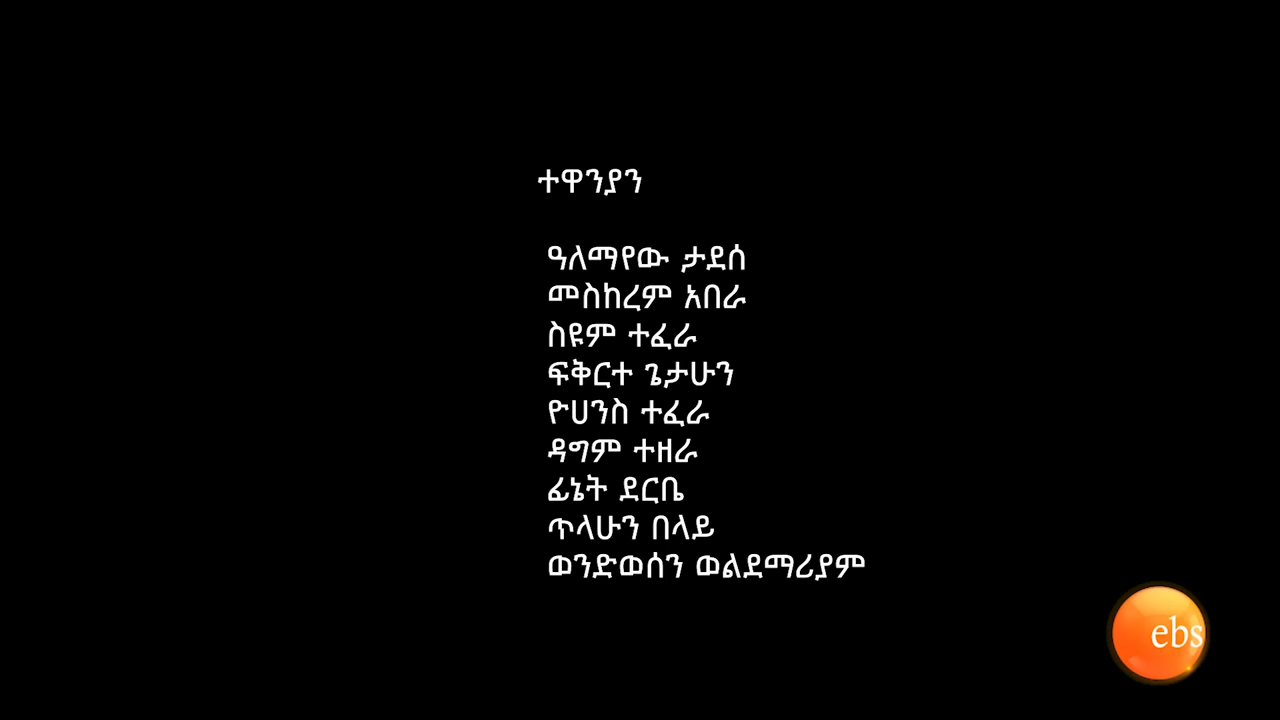 ተዋንያን
ዓለማየው ታደሰ
መስከረም አበራ
ስዩም ተፈራ
ፍቅርተ ጌታሁን
ዮሀንስ ተፈራ
ዳግም ተዘራ
ፊኔት ደርቤ
ጥላሁን በላይ
ወንድወሰን ወልደማሪያም
ebs